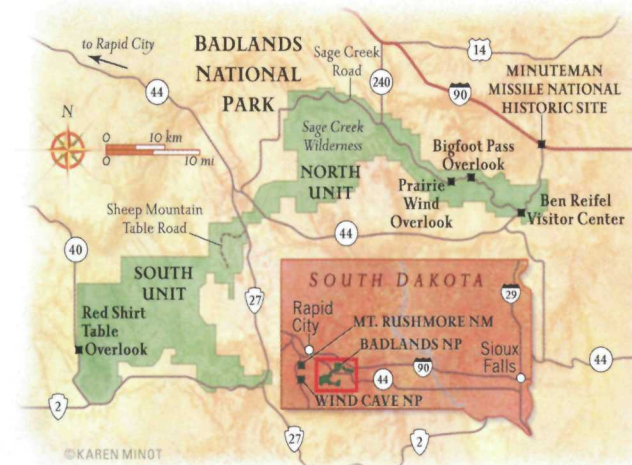 to Rapid City
BADLANDS
NATIONAL
PARK
Sage Creek
Road
14
44
240
90
MINUTEMAN
MISSILE NATIONAL
HISTORIC SITE
N
0 10 km
0 10 mi
Sage Creek
Wilderness
Bigfoot Pass
Overlook
NORTH
UNIT
Prairie
Wind
Overlook
Ben Reifel
Visitor Center
Sheep Mountain
Table Road
44
40
SOUTH
UNIT
27
Red Shirt
Table
Overlook
SOUTH DAKOTA
29
Rapid
City
MT. RUSHMORE NM
BADLANDS NP
90
Sioux
Falls
44
44
WIND CAVE NP
2
27
2
©KAREN MINOT